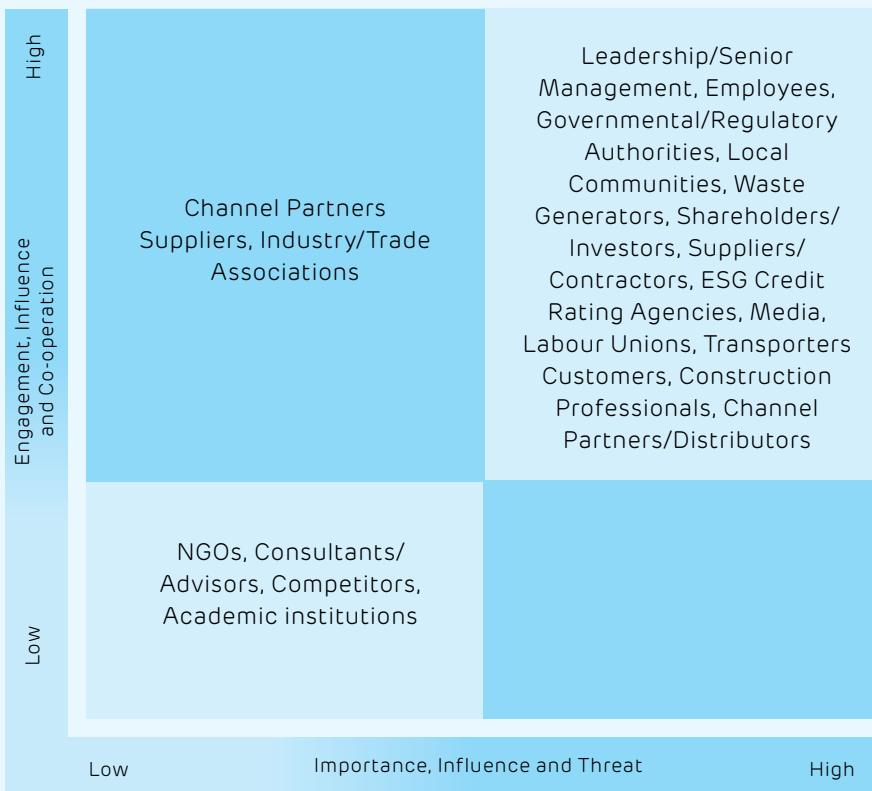 High
Engagement, Influence
and Co-operation
Low
Channel Partners
Suppliers, Industry/Trade
Associations
Leadership/Senior
Management, Employees,
Governmental/Regulatory
Authorities, Local
Communities, Waste
Generators, Shareholders/
Investors, Suppliers/
Contractors, ESG Credit
Rating Agencies, Media,
Labour Unions, Transporters
Customers, Construction
Professionals, Channel
Partners/Distributors
NGOs, Consultants/
Advisors, Competitors,
Academic institutions
Low
Importance, Influence and Threat
High